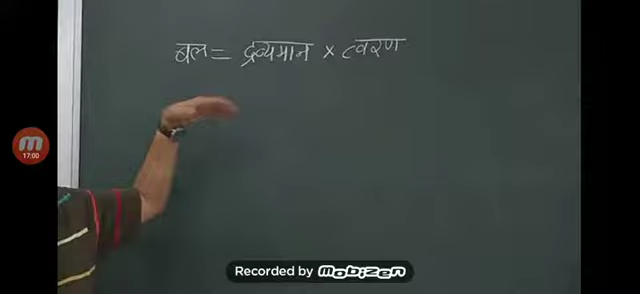 बल = द्रव्यमान × त्वरण
17:00
Recorded by mobizen